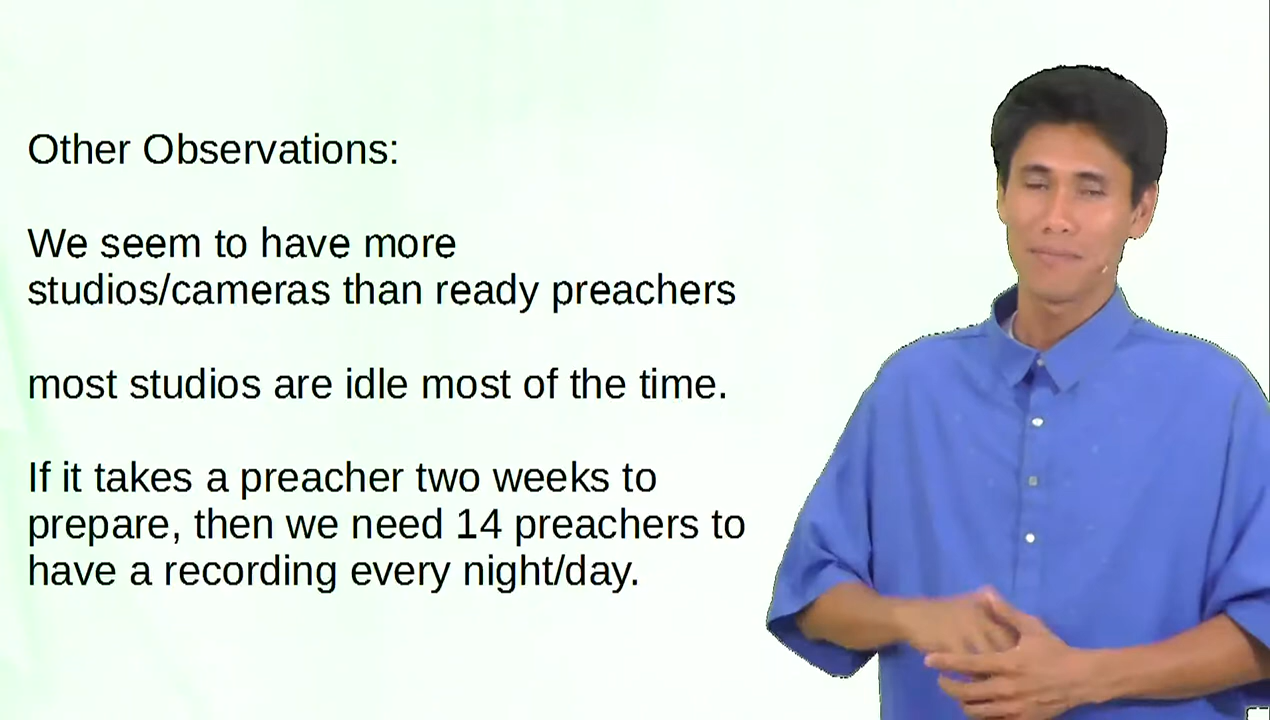 Other Observations:
We seem to have more
studios/cameras than ready preachers
most studios are idle most of the time.
If it takes a preacher two weeks to
prepare, then we need 14 preachers to
have a recording every night/day.